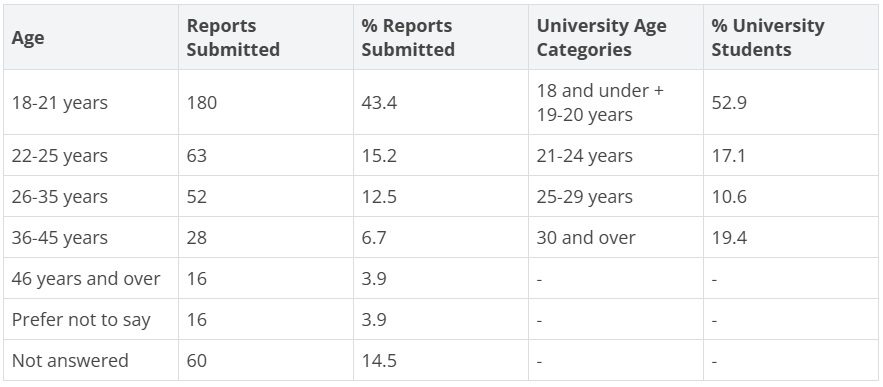 Age | Reports Submitted | % Reports Submitted | University Age Categories | % University Students
18-21 years | 180 | 43.4 | 18 and under + 19-20 years | 52.9
22-25 years | 63 | 15.2 | 21-24 years | 17.1
26-35 years | 52 | 12.5 | 25-29 years | 10.6
36-45 years | 28 | 6.7 | 30 and over | 19.4
46 years and over | 16 | 3.9 | - | -
Prefer not to say | 16 | 3.9 | - | -
Not answered | 60 | 14.5 | - | -